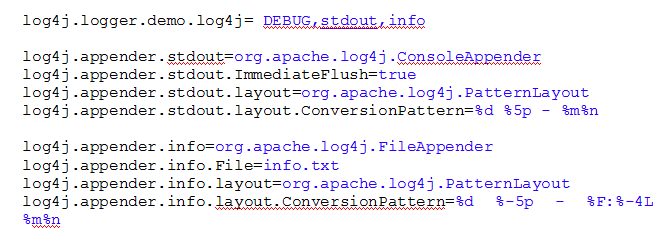 log4j.logger.demo.log4j= DEBUG,stdout,info
log4j.appender.stdout=org.apache.log4j.ConsoleAppender
log4j.appender.stdout.ImmediateFlush=true
log4j.appender.stdout.layout=org.apache.log4j.PatternLayout
log4j.appender.stdout.layout.ConversionPattern=%d %5p - %m%n
log4j.appender.info=org.apache.log4j.FileAppender
log4j.appender.info.File=info.txt
log4j.appender.info.layout=org.apache.log4j.PatternLayout
log4j.appender.info.layout.ConversionPattern=%d %-5p - %F:%-4L
%m%n